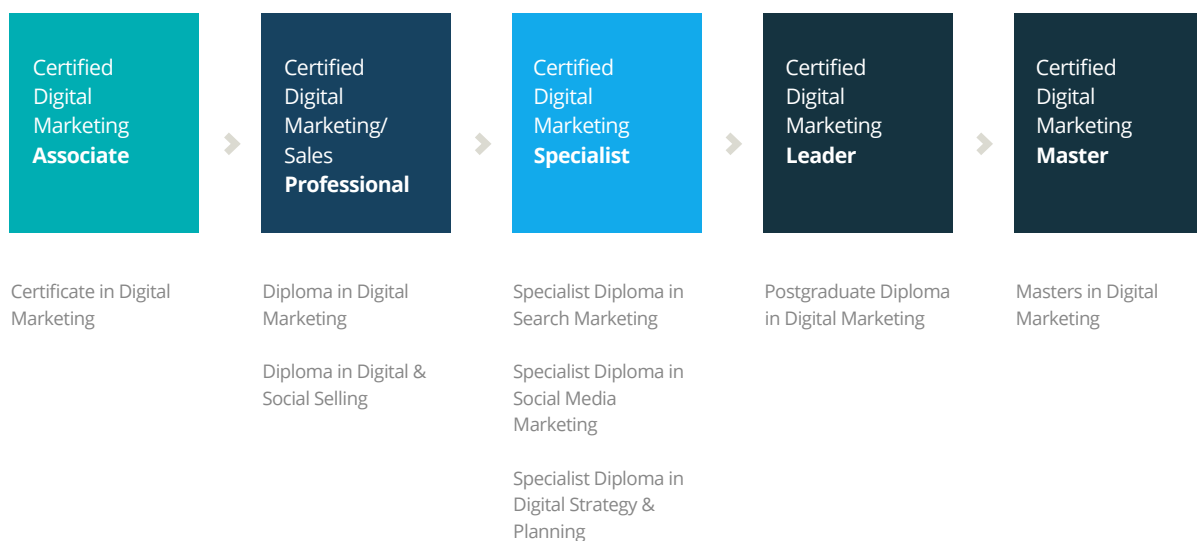 Certified
Digital
Marketing
Associate
Certified
Digital
Marketing/
Sales
Professional
Certified
Digital
Marketing
Specialist
Certified
Digital
Marketing
Leader
Certified
Digital
Marketing
Master
Certificate in Digital
Marketing
Diploma in Digital
Marketing
Diploma in Digital &
Social Selling
Specialist Diploma in
Search Marketing
Specialist Diploma in
Social Media
Marketing
Specialist Diploma in
Digital Strategy &
Planning
Postgraduate Diploma
in Digital Marketing
Masters in Digital
Marketing